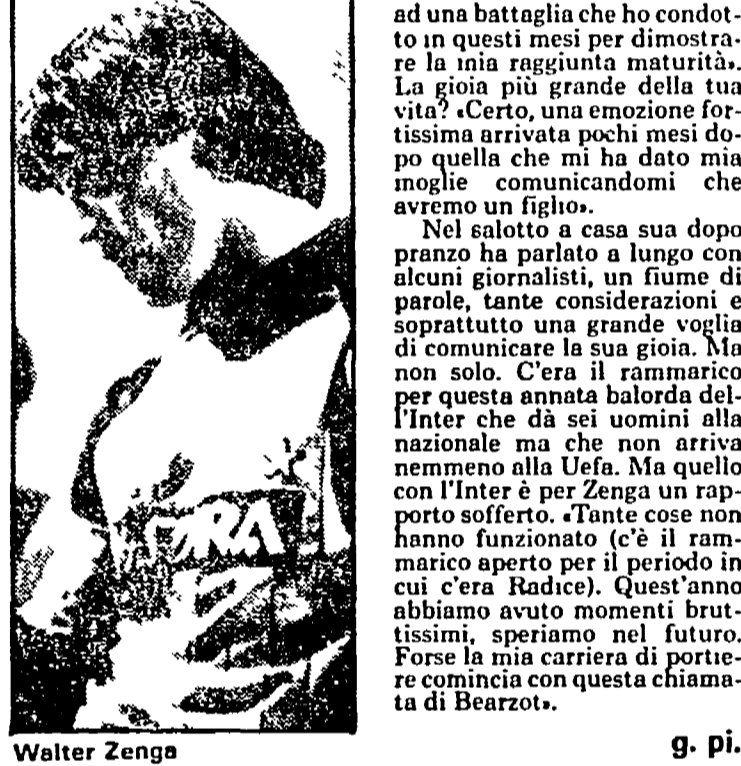 ad una battaglia che ho condot-
to in questi mesi per dimostra-
re la mia raggiunta maturità».
La gioia più grande della tua
vita? «Certo, una emozione for-
tissima arrivata pochi mesi do-
po quella che mi ha dato mia
moglie comunicandomi che
avremo un figlio».
Nel salotto a casa sua dopo
pranzo ha parlato a lungo con
alcuni giornalisti, un fiume di
parole, tante considerazioni e
soprattutto una grande voglia
di comunicare la sua gioia. Ma
non solo. C'era il rammarico
per questa annata balorda del-
l'Inter che dà sei uomini alla
nazionale ma che non arriva
nemmeno alla Uefa. Ma quello
con l'Inter è per Zenga un rap-
porto sofferto. «Tante cose non
hanno funzionato (c'è il ram-
marico aperto per il periodo in
cui c'era Radice). Quest'anno
abbiamo avuto momenti brut-
tissimi, speriamo nel futuro.
Forse la mia carriera di portie-
re comincia con questa chiama-
ta di Bearzot».
g. pi.
Walter Zenga